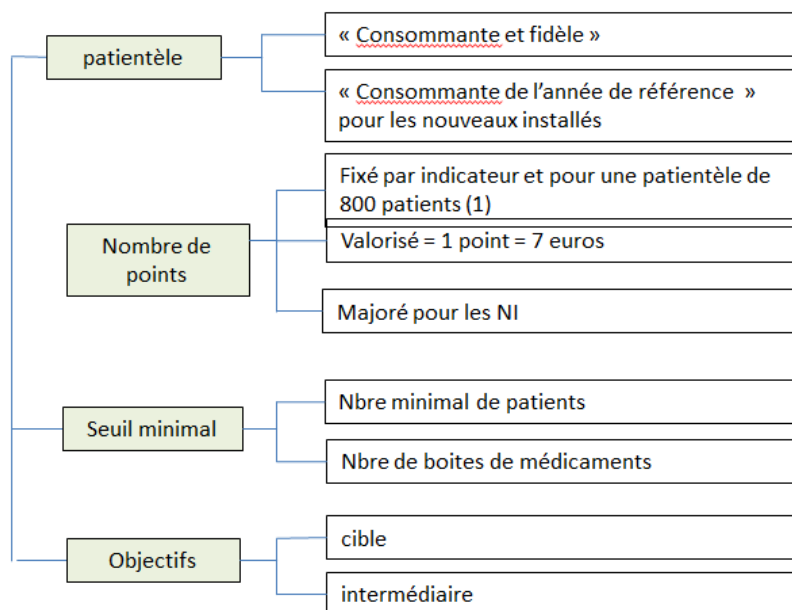 patientèle
« Consommante et fidèle »
« Consommante de l'année de référence »
pour les nouveaux installés
Nombre de
points
Fixé par indicateur et pour une patientèle de
800 patients (1)
Valorisé = 1 point = 7 euros
Majoré pour les NI
Seuil minimal
Nbre minimal de patients
Nbre de boites de médicaments
Objectifs
cible
intermédiaire